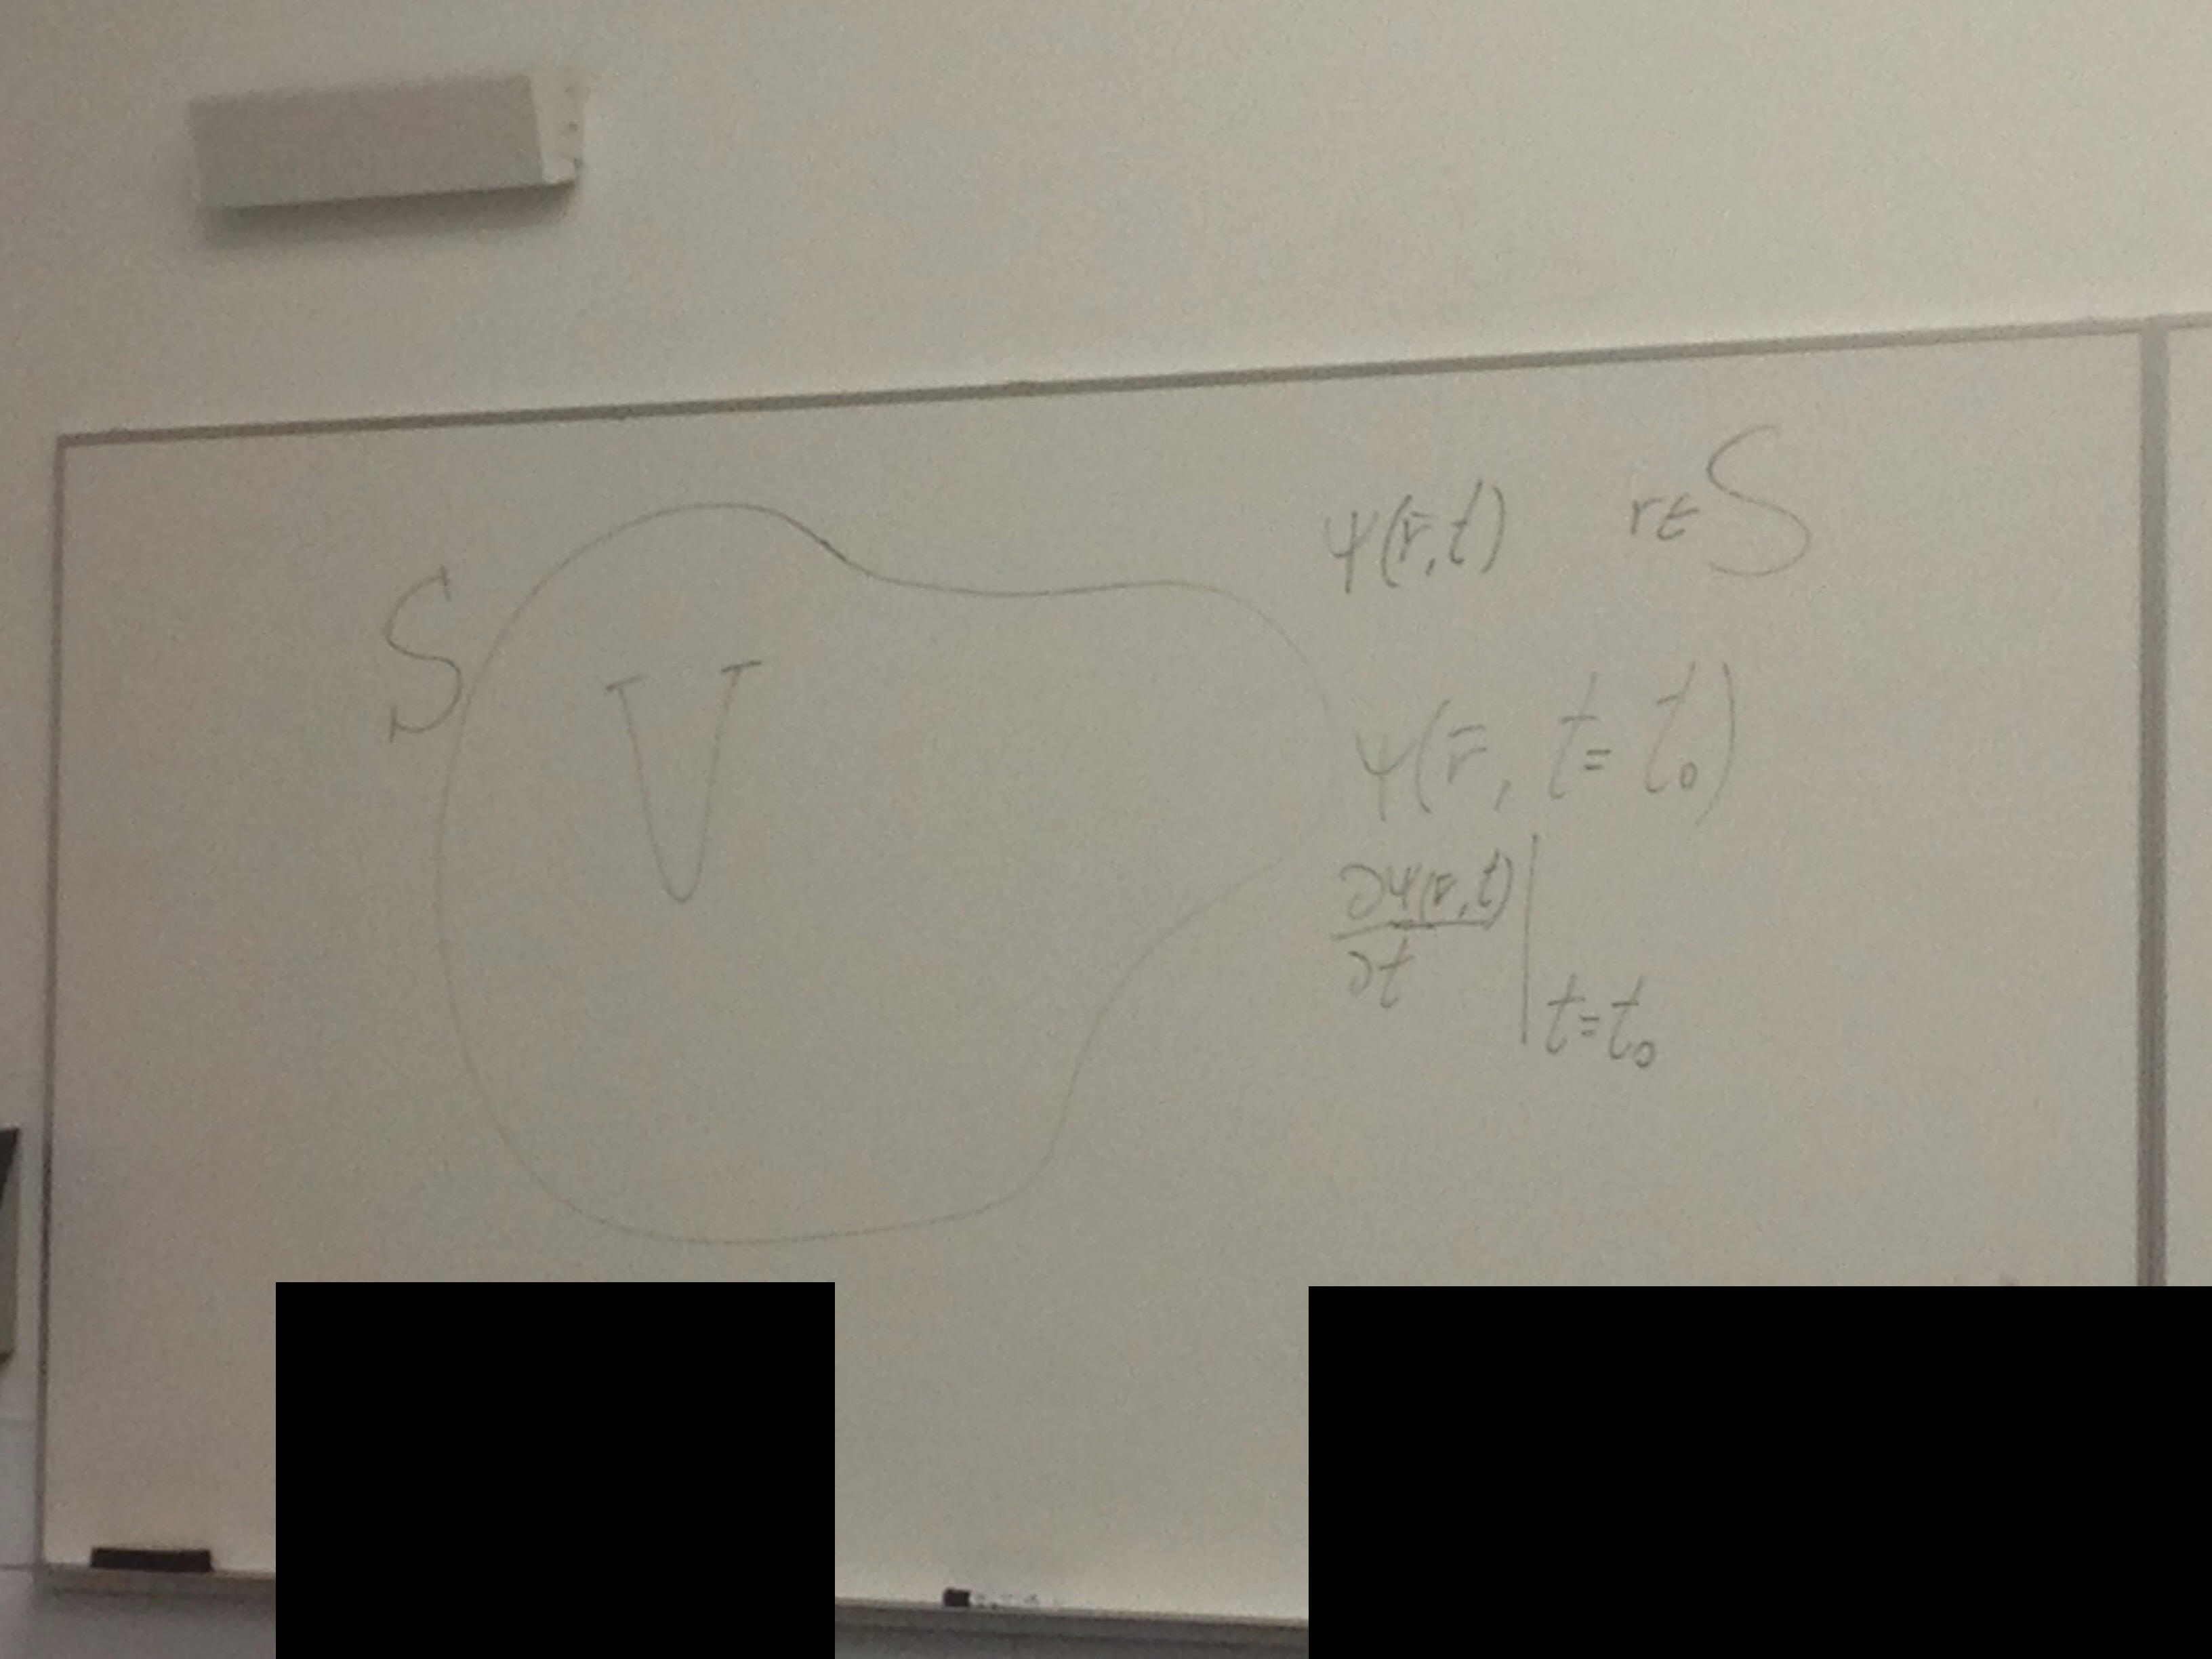 S
V
ψ(r̄,t) r∈S
ψ(r̄, t=t₀)
∂ψ(r̄,t)
∂t
t=t₀